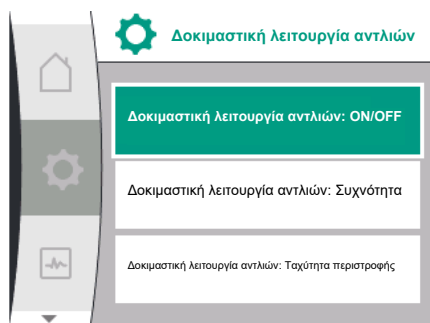 Δοκιμαστική λειτουργία αντλιών
Δοκιμαστική λειτουργία αντλιών: ON/OFF
Δοκιμαστική λειτουργία αντλιών: Συχνότητα
Δοκιμαστική λειτουργία αντλιών: Ταχύτητα περιστροφής